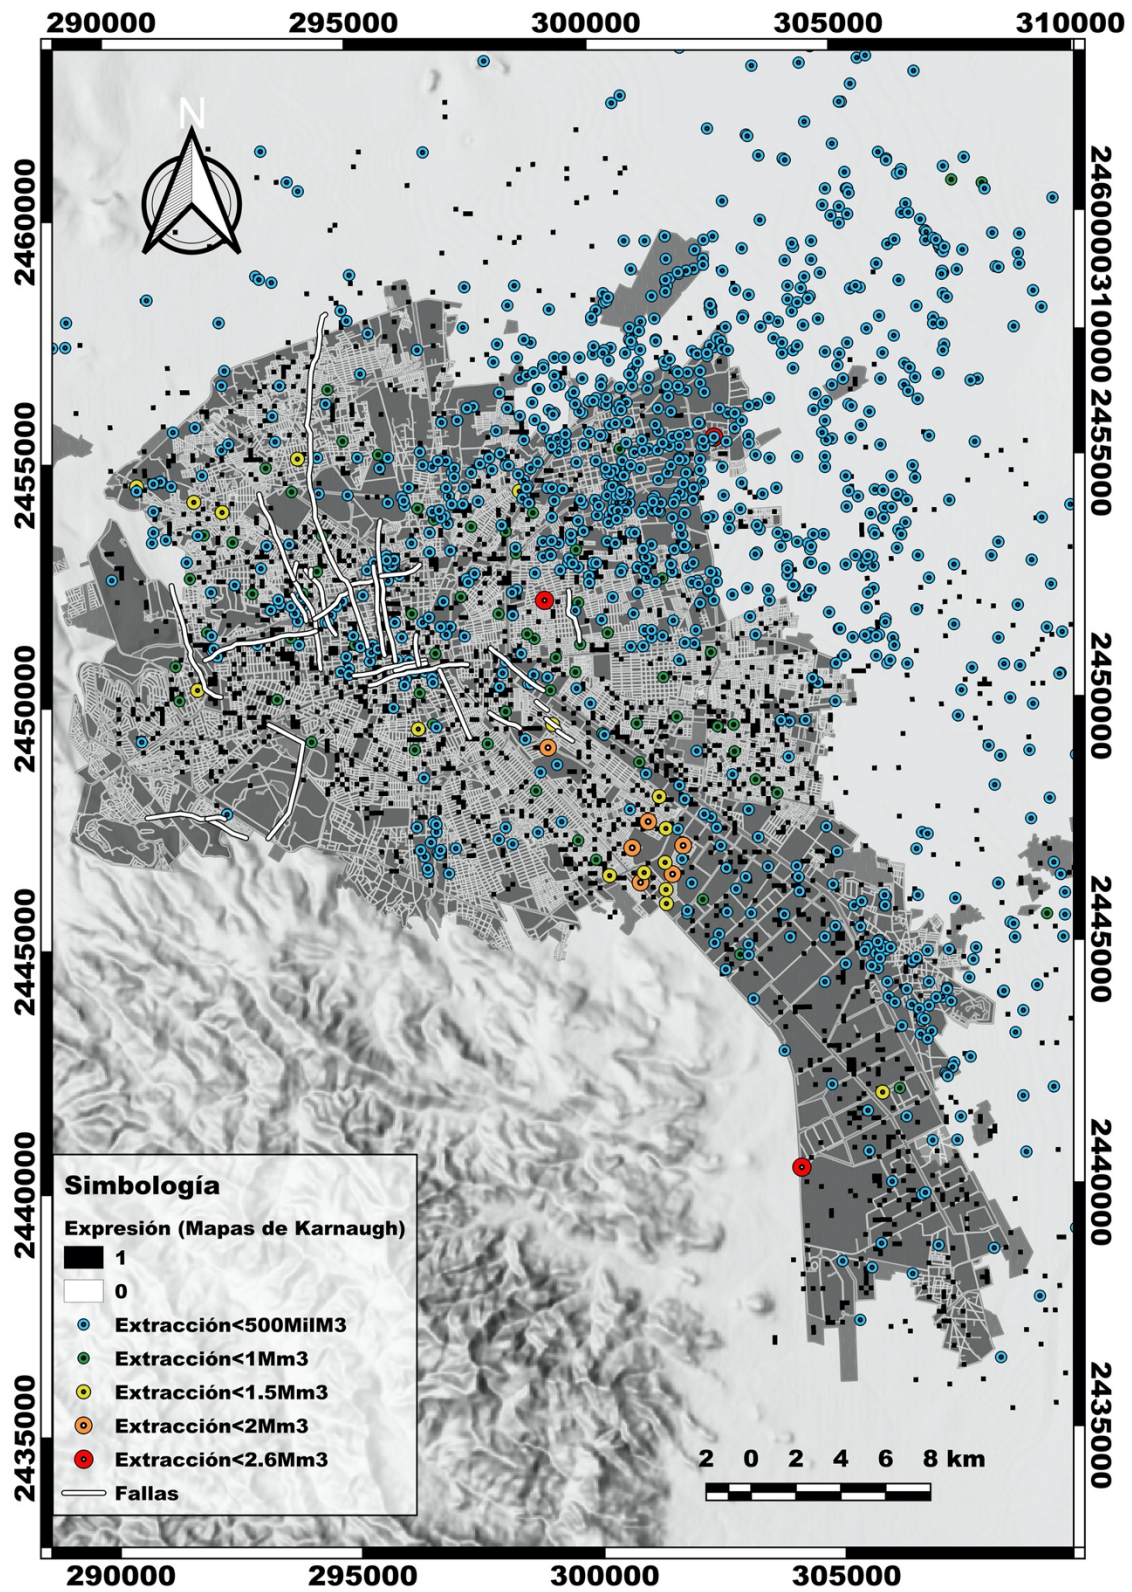 290000 295000 300000 305000 310000
N
2460000
2455000
2450000
2445000
2440000
2435000
2460000
3100002455000
2450000
2445000
2440000
2435000
Simbología
Expresión (Mapas de Karnaugh)
1
0
Extracción<500MilM3
Extracción<1Mm3
Extracción<1.5Mm3
Extracción<2Mm3
Extracción<2.6Mm3
Fallas
2 0 2 4 6 8 km
290000 295000 300000 305000